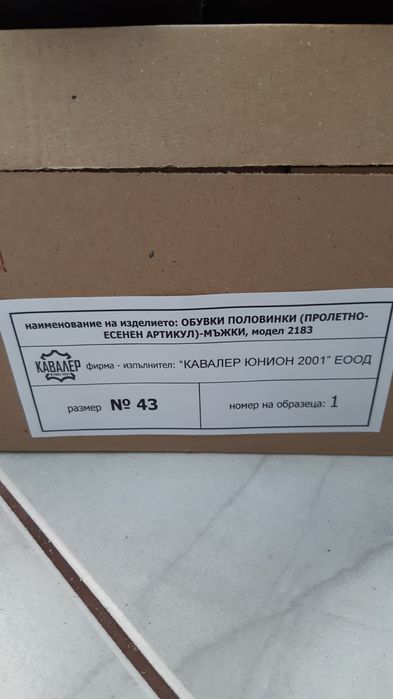 наименование на изделието: ОБУВКИ ПОЛОВИНКИ (ПРОЛЕТНО-
ЕСЕНЕН АРТИКУЛ)-МЪЖКИ, модел 2183
КАВАЛЕР
фирма - изпълнител: "КАВАЛЕР ЮНИОН 2001" ЕООД
размер № 43
номер на образеца: 1